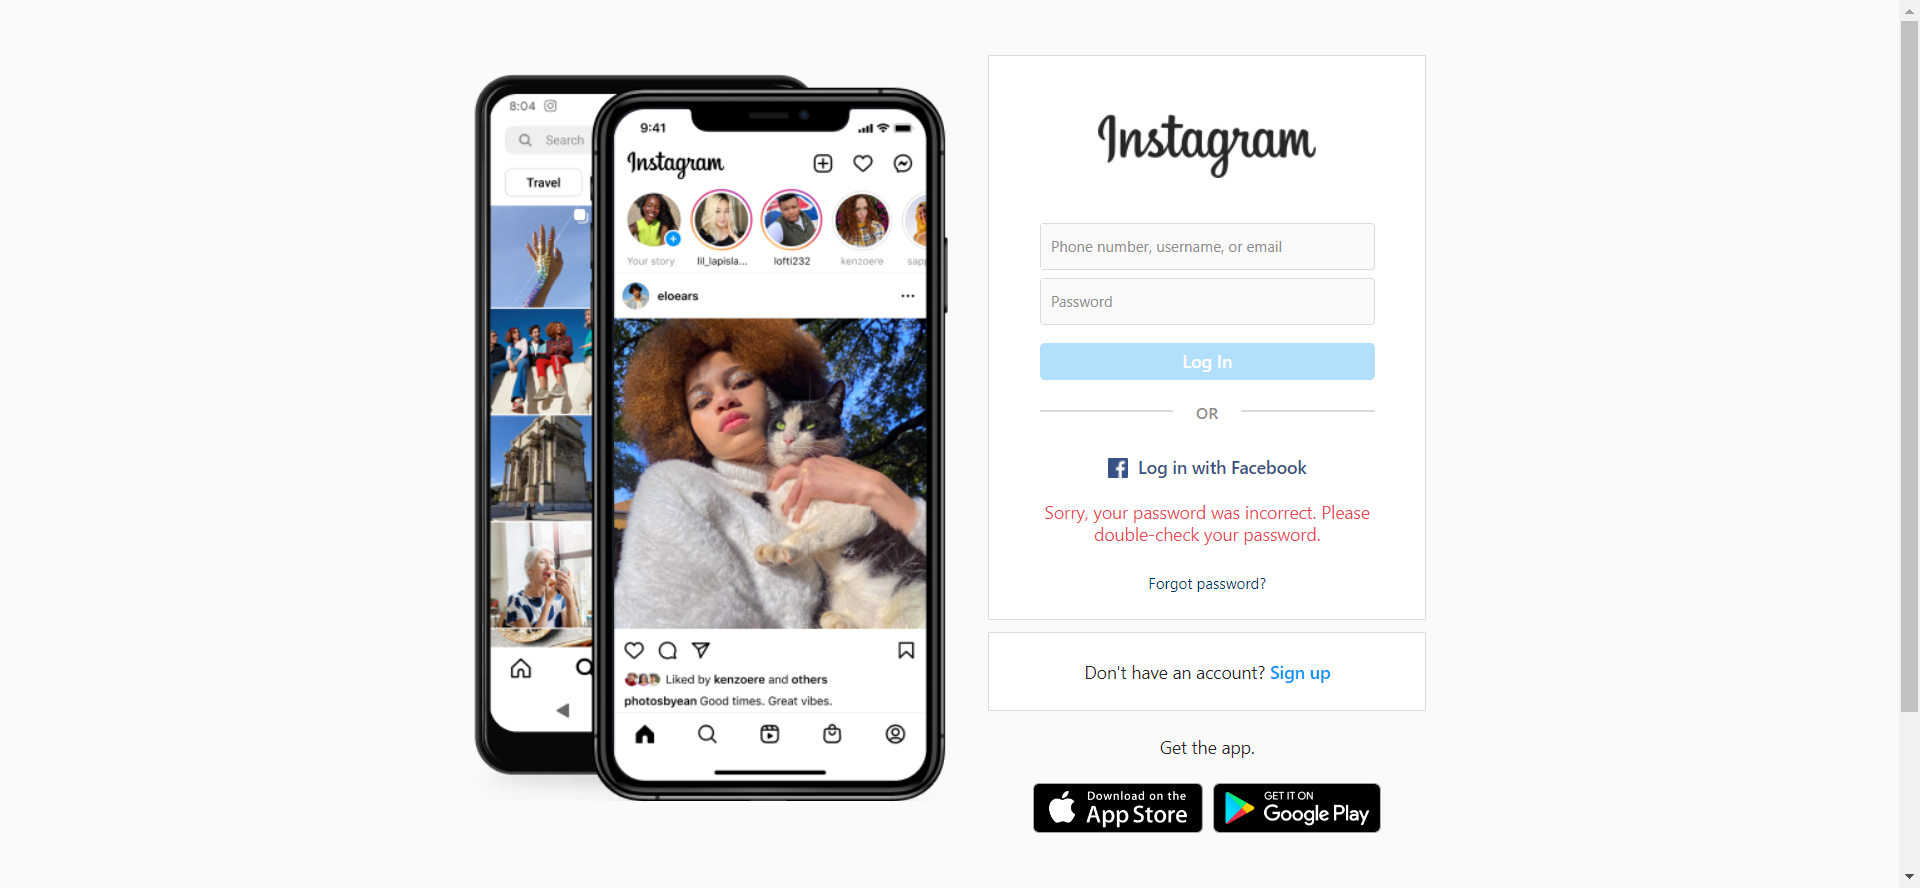 8:04
Search
Travel
9:41
Instagram
Your story
lil_lapisla...
lofti232
kenzoere
sap
eloears
Liked by kenzoere and others
photosbyean Good times. Great vibes.
Instagram
Phone number, username, or email
Password
Log In
OR
Log in with Facebook
Sorry, your password was incorrect. Please
double-check your password.
Forgot password?
Don't have an account? Sign up
Get the app.
Download on the
App Store
GET IT ON
Google Play